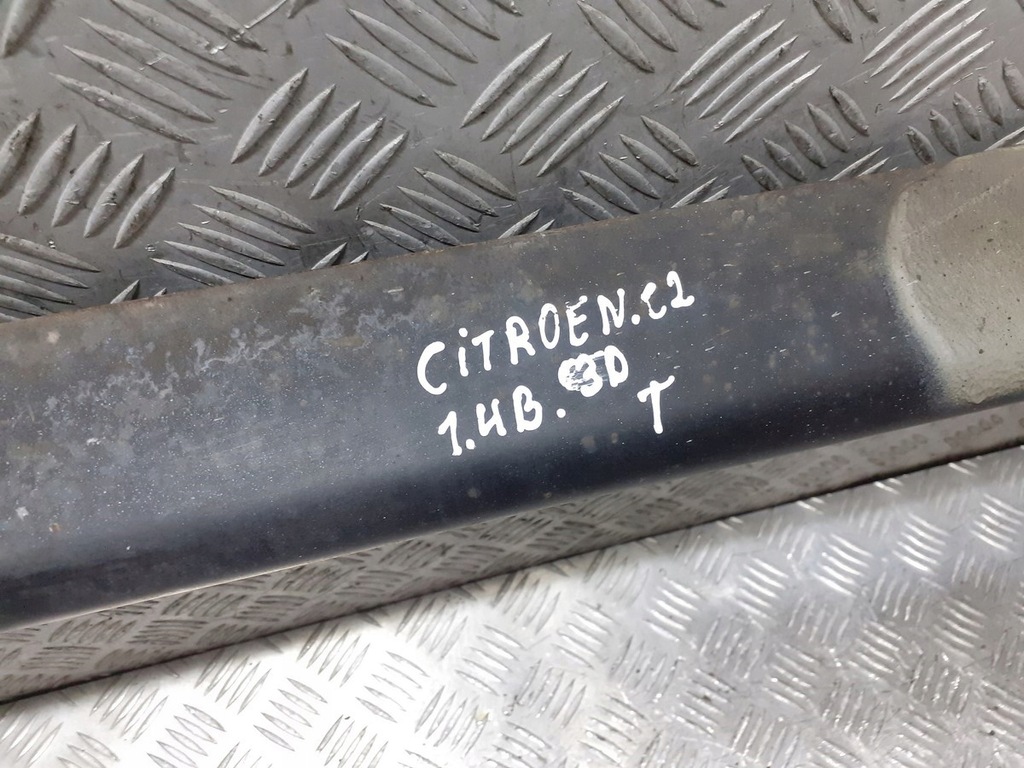 CiTROEN.C2
1.4B. 3D
T